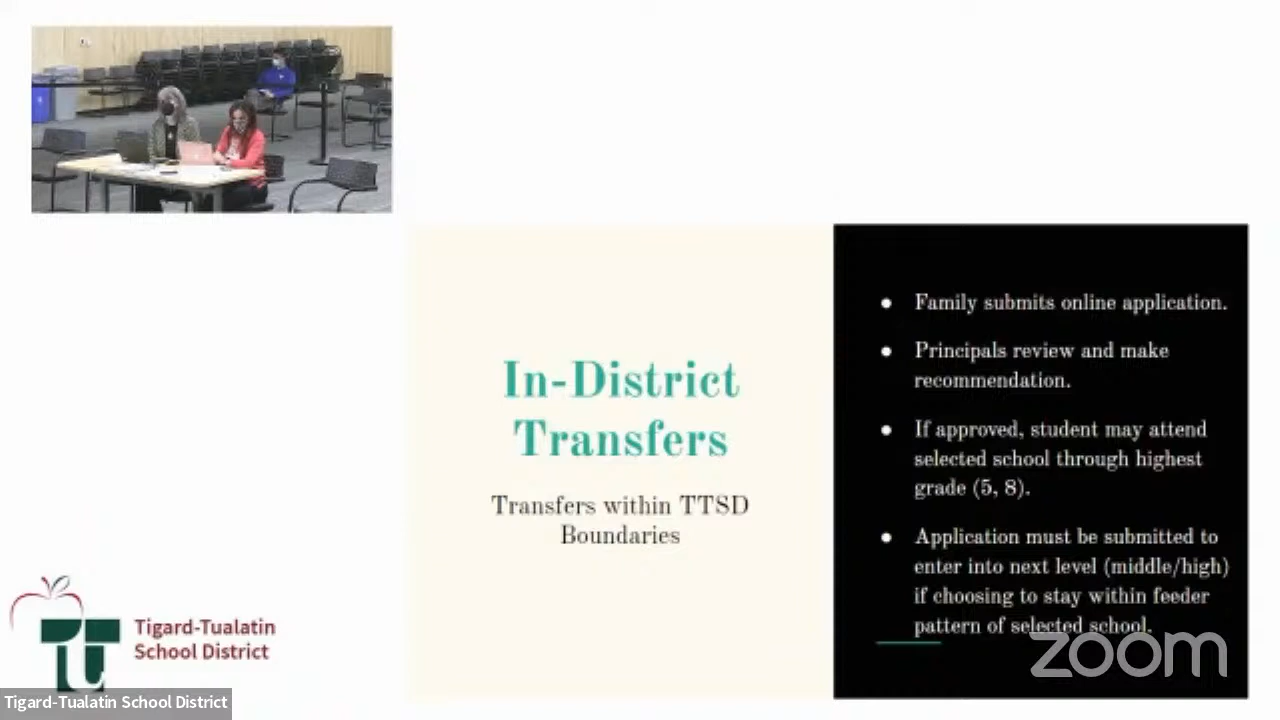 In-District
Transfers
Transfers within TTSD
Boundaries
● Family submits online application.
● Principals review and make
recommendation.
● If approved, student may attend
selected school through highest
grade (5, 8).
● Application must be submitted to
enter into next level (middle/high)
if choosing to stay within feeder
pattern of selected school.
zoom
Tigard-Tualatin
School District
Tigard-Tualatin School District